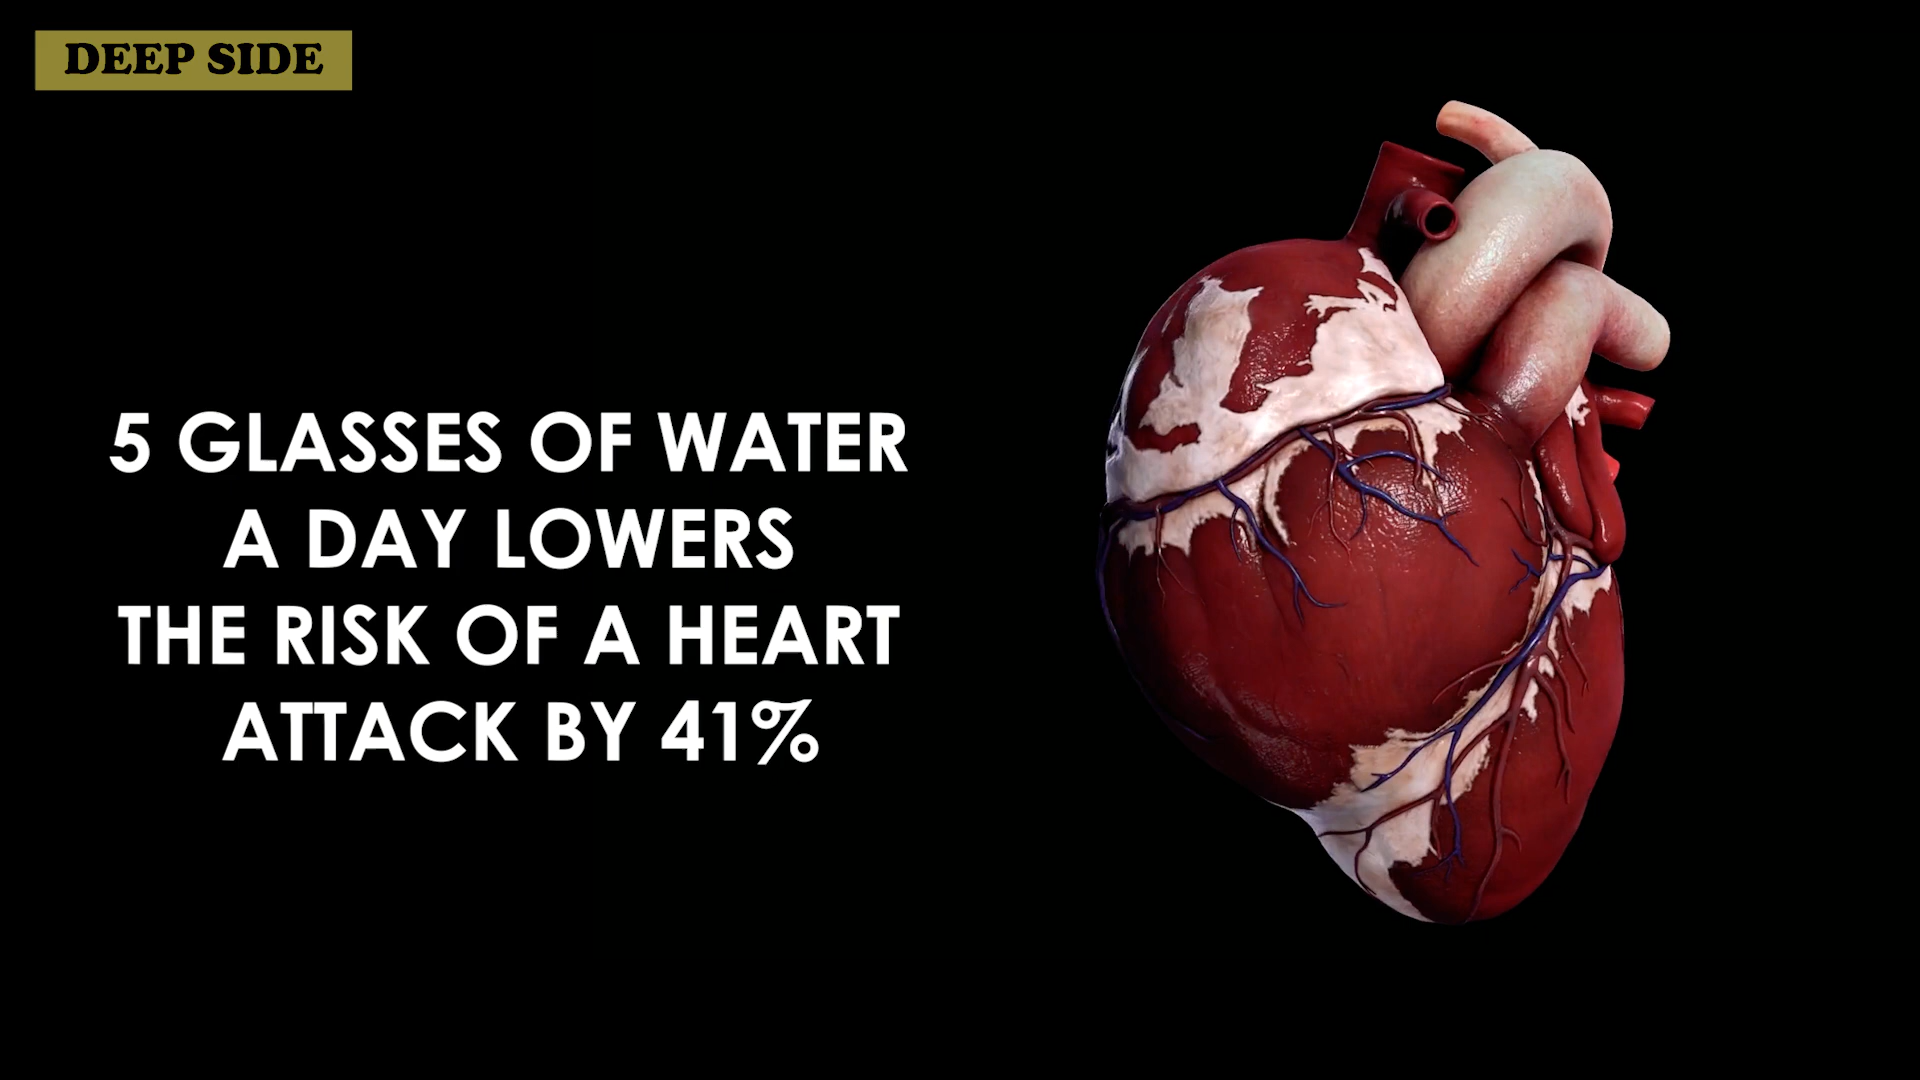 DEEP SIDE
5 GLASSES OF WATER
A DAY LOWERS
THE RISK OF A HEART
ATTACK BY 41%